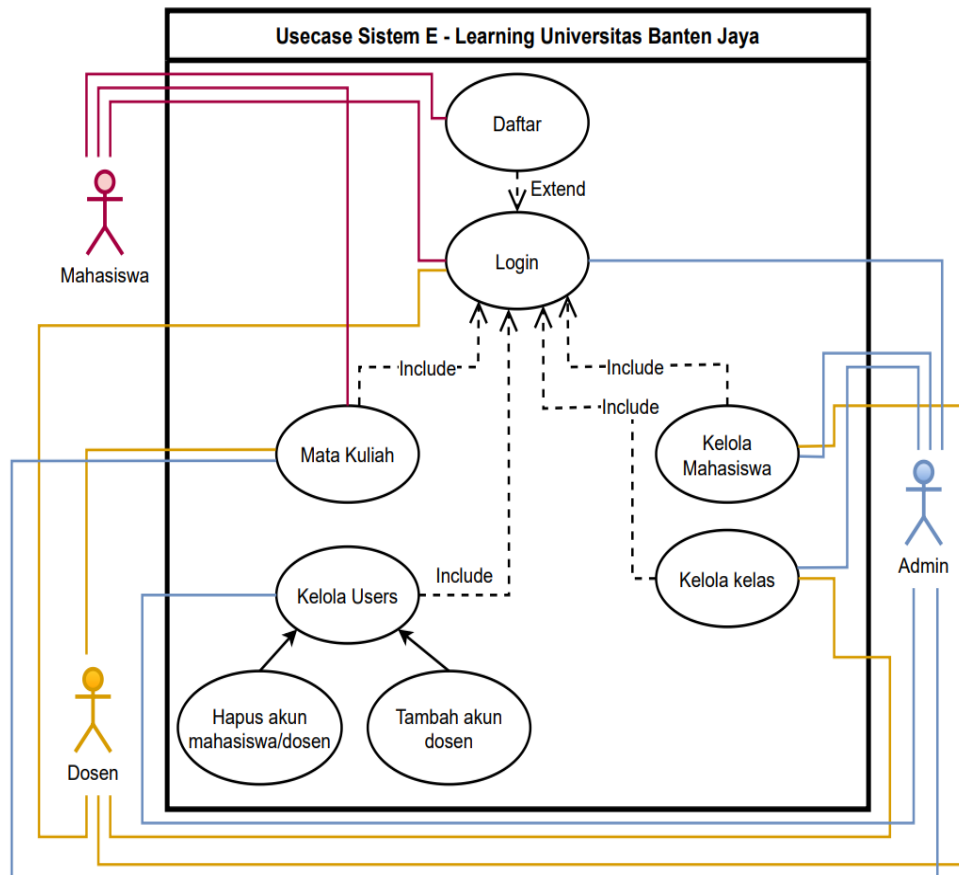 Usecase Sistem E - Learning Universitas Banten Jaya
Daftar
Extend
Mahasiswa
Login
Include
Include
Include
Mata Kuliah
Kelola
Mahasiswa
Admin
Include
Kelola Users
Kelola kelas
Hapus akun
mahasiswa/dosen
Tambah akun
dosen
Dosen